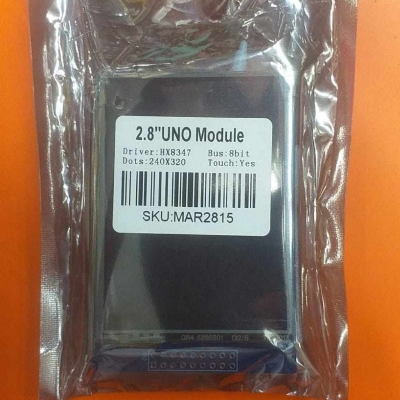 2.8"UNO Module
Driver:HX8347 Bus:8bit
Dots:240X320 Touch:Yes
SKU:MAR2815